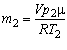 m₂ = Vp₂μ / RT₂